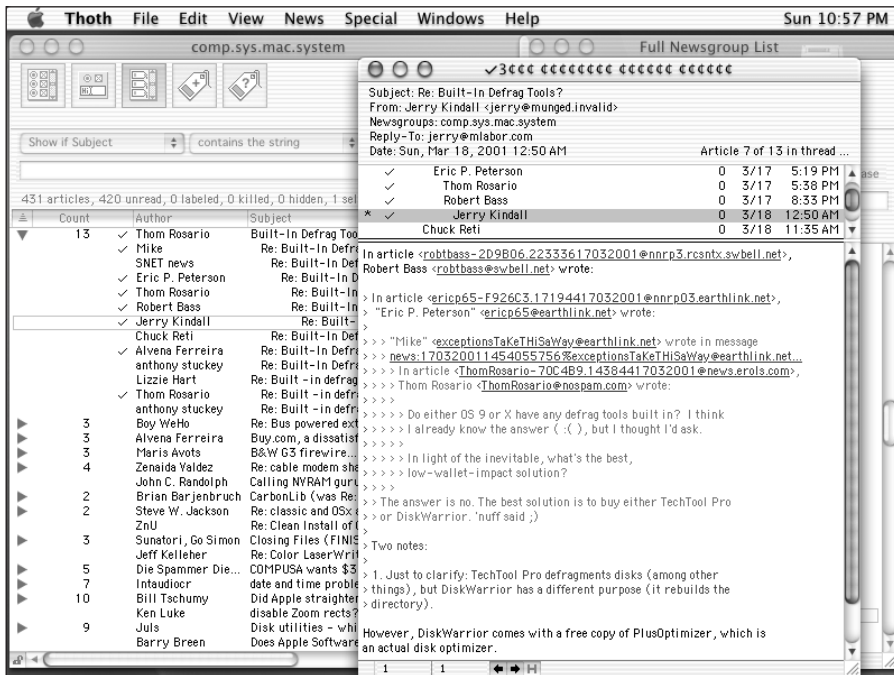 Thoth File Edit View News Special Windows Help Sun 10:57 PM
comp.sys.mac.system
Full Newsgroup List
Show if Subject contains the string
431 articles, 420 unread, 0 labeled, 0 killed, 0 hidden, 1 sel
Count Author Subject
13 ✓ Thom Rosario Built-In Defrag Too
✓ Mike Re: Built-In Defr
SNET news Re: Built-In Def
✓ Eric P. Peterson Re: Built-In D
✓ Thom Rosario Re: Built-In
✓ Robert Bass Re: Built-In
✓ Jerry Kindall Re: Built-
Chuck Reti Re: Built-In D
✓ Alvena Ferreira Re: Built-In Defr
anthony stuckey Re: Built-In Defr
Lizzie Hart Re: Built -in defrag
✓ Thom Rosario Re: Built -in defr
anthony stuckey Re: Built -in defr
3 Boy WeHo Re: Bus powered ext
3 Alvena Ferreira Buy.com, a dissatisf
3 Maris Avots B&W G3 firewire...
4 Zenaida Valdez Re: cable modem sha
John C. Randolph Calling NYRAM guru
2 Brian Barjenbruch CarbonLib (was Re:
2 Steve W. Jackson Re: classic and OSx
ZnU Re: Clean Install of
3 Sunatori, Go Simon Closing Files (FINIS
Jeff Kelleher Re: Color LaserWrit
5 Die Spammer Die... COMPUSA wants $3
7 Intaudiocr date and time proble
10 Bill Tschumy Did Apple straighten
Ken Luke disable Zoom rects?
9 Juls Disk utilities - whi
Barry Breen Does Apple Software
✓3¢¢¢ ¢¢¢¢¢¢¢¢ ¢¢¢¢¢¢ ¢¢¢¢¢¢
Subject: Re: Built-In Defrag Tools?
From: Jerry Kindall <jerry@munged.invalid>
Newsgroups: comp.sys.mac.system
Reply-To: jerry@mlabor.com
Date: Sun, Mar 18, 2001 12:50 AM Article 7 of 13 in thread ...
✓ Eric P. Peterson 0 3/17 5:19 PM
✓ Thom Rosario 0 3/17 5:38 PM
✓ Robert Bass 0 3/17 8:33 PM
* ✓ Jerry Kindall 0 3/18 12:50 AM
Chuck Reti 0 3/18 11:35 AM
In article <robtbass-2D9B06.22333617032001@nnrp3.rcsntx.swbell.net>,
Robert Bass <robtbass@swbell.net> wrote:
> In article <ericp65-F926C3.17194417032001@nnrp03.earthlink.net>,
> "Eric P. Peterson" <ericp65@earthlink.net> wrote:
>
> > > "Mike" <exceptionsTaKeTHiSaWay@earthlink.net> wrote in message
> > > news:170320011454055756%exceptionsTaKeTHiSaWay@earthlink.net...
> > > > In article <ThomRosario-70C4B9.14384417032001@news.erols.com>,
> > > > Thom Rosario <ThomRosario@nospam.com> wrote:
> > > >
> > > > > Do either OS 9 or X have any defrag tools built in? I think
> > > > > I already know the answer ( :( ), but I thought I'd ask.
> > > > >
> > > > > In light of the inevitable, what's the best,
> > > > > low-wallet-impact solution?
> > > >
> > The answer is no. The best solution is to buy either TechTool Pro
> > or DiskWarrior. 'nuff said ;)
>
> Two notes:
>
> 1. Just to clarify: TechTool Pro defragments disks (among other
> things), but DiskWarrior has a different purpose (it rebuilds the
> directory).
However, DiskWarrior comes with a free copy of PlusOptimizer, which is
an actual disk optimizer.
1 1 H